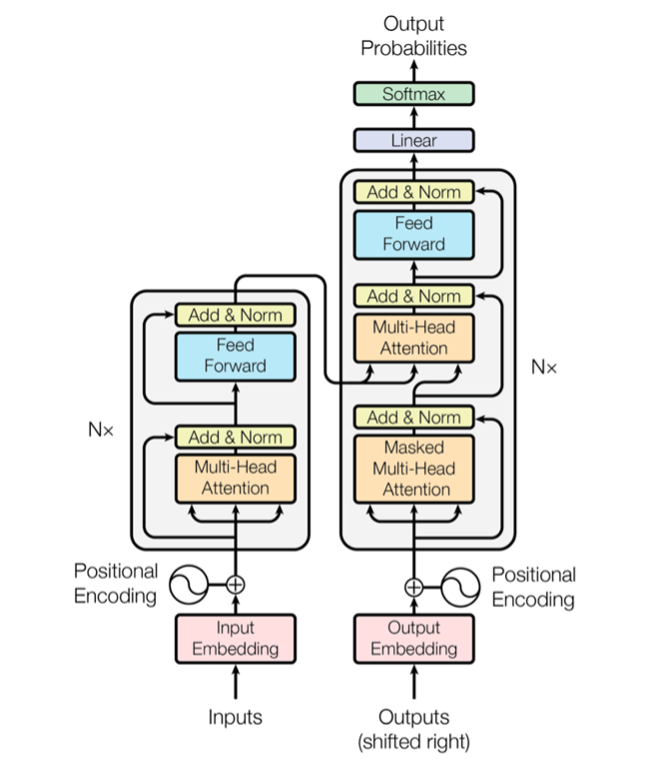 Output
Probabilities
Softmax
Linear
Add & Norm
Feed
Forward
Add & Norm
Multi-Head
Attention
Add & Norm
Masked
Multi-Head
Attention
Nx
Add & Norm
Feed
Forward
Add & Norm
Multi-Head
Attention
Nx
Positional
Encoding
Positional
Encoding
Input
Embedding
Output
Embedding
Inputs
Outputs
(shifted right)